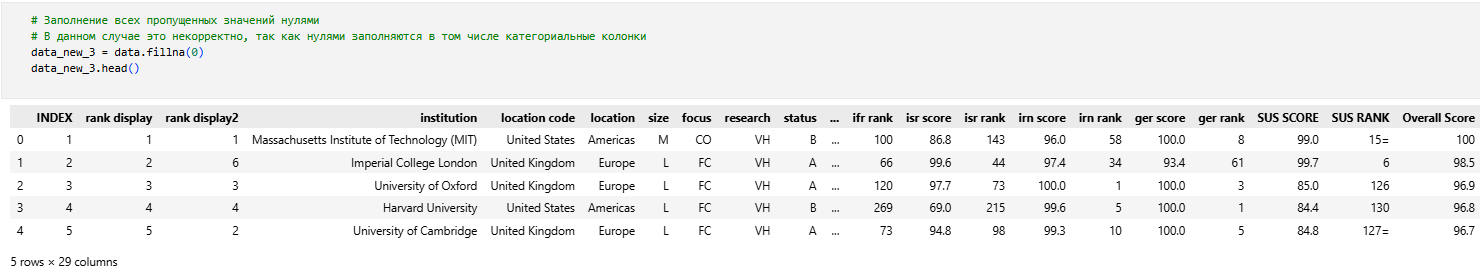 # Заполнение всех пропущенных значений нулями
# В данном случае это некорректно, так как нулями заполняются в том числе категориальные колонки
data_new_3 = data.fillna(0)
data_new_3.head()
INDEX rank display rank display2 institution location code location size focus research status ... ifr rank isr score isr rank irn score irn rank ger score ger rank SUS SCORE SUS RANK Overall Score
0 1 1 1 Massachusetts Institute of Technology (MIT) United States Americas M CO VH B ... 100 86.8 143 96.0 58 100.0 8 99.0 15= 100
1 2 2 6 Imperial College London United Kingdom Europe L FC VH A ... 66 99.6 44 97.4 34 93.4 61 99.7 6 98.5
2 3 3 3 University of Oxford United Kingdom Europe L FC VH A ... 120 97.7 73 100.0 1 100.0 3 85.0 126 96.9
3 4 4 4 Harvard University United States Americas L FC VH B ... 269 69.0 215 99.6 5 100.0 1 84.4 130 96.8
4 5 5 2 University of Cambridge United Kingdom Europe L FC VH A ... 73 94.8 98 99.3 10 100.0 5 84.8 127= 96.7
5 rows × 29 columns